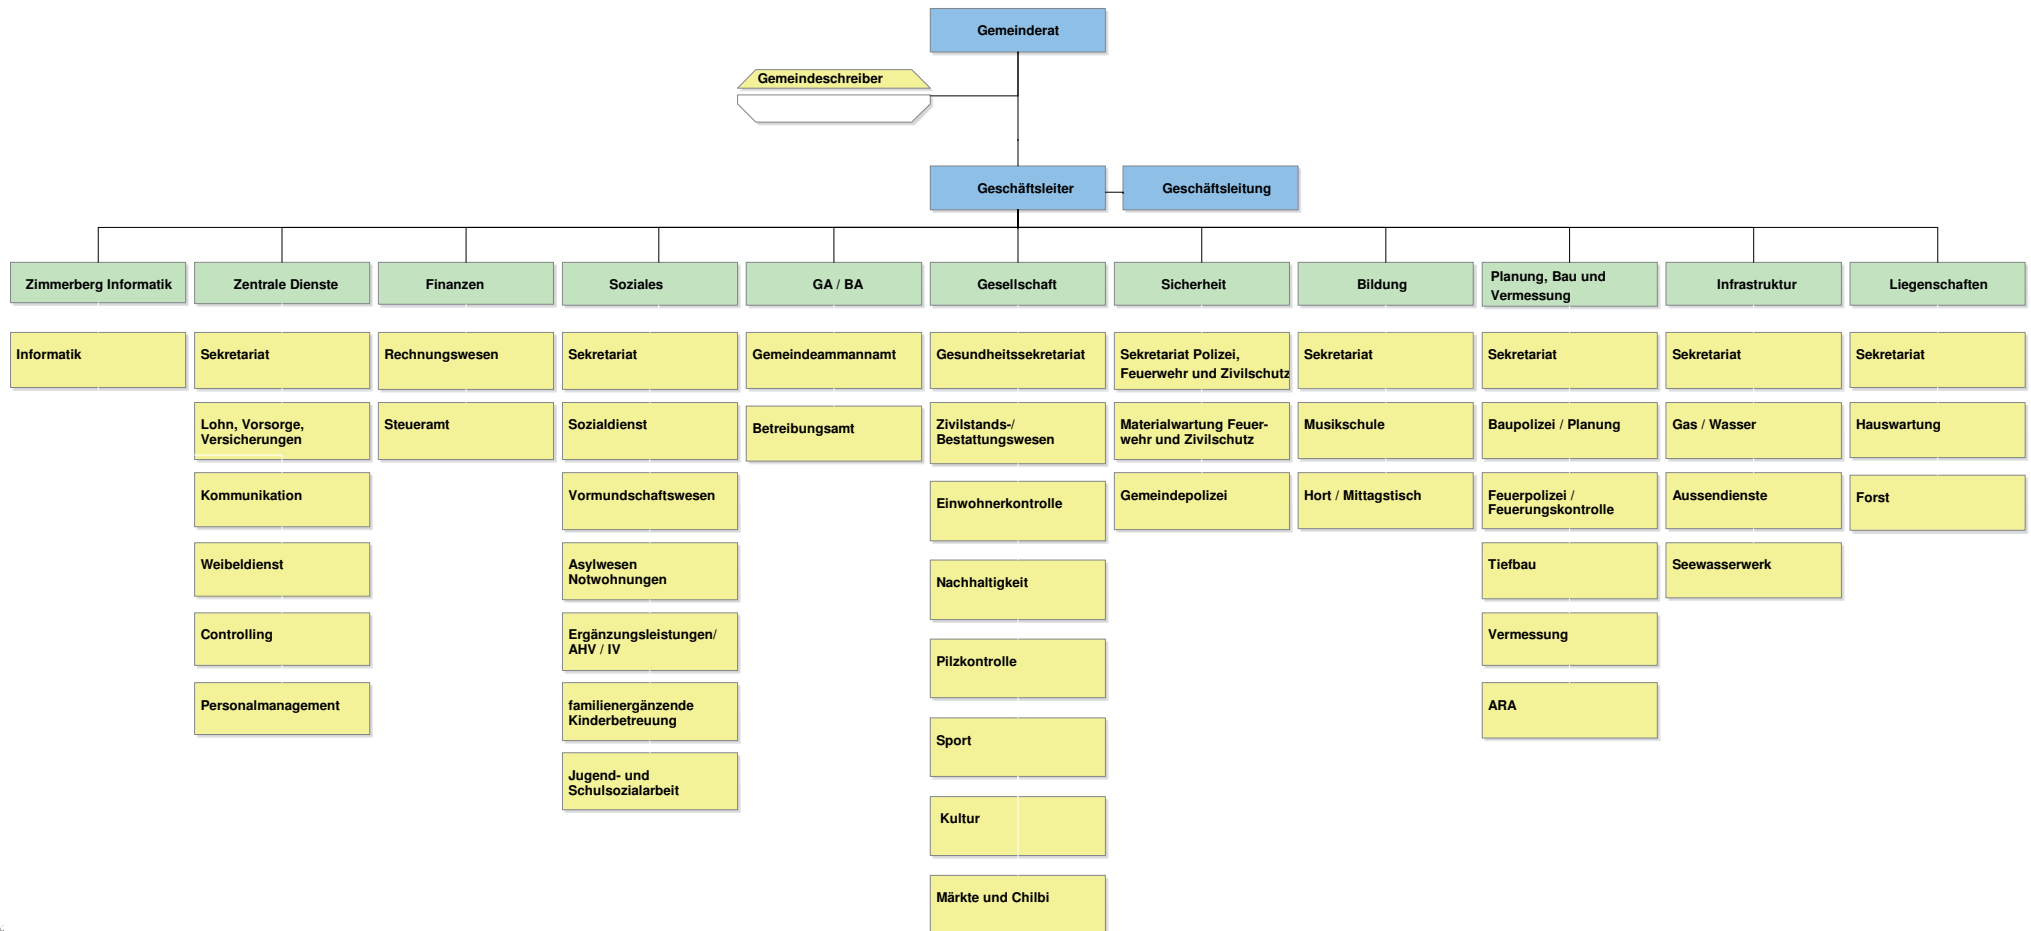 Gemeinderat
Gemeindeschreiber
Geschäftsleiter
Geschäftsleitung
Zimmerberg Informatik
Zentrale Dienste
Finanzen
Soziales
GA / BA
Gesellschaft
Sicherheit
Bildung
Planung, Bau und
Vermessung
Infrastruktur
Liegenschaften
Informatik
Sekretariat
Lohn, Vorsorge,
Versicherungen
Kommunikation
Weibeldienst
Controlling
Personalmanagement
Rechnungswesen
Steueramt
Sekretariat
Sozialdienst
Vormundschaftswesen
Asylwesen
Notwohnungen
Ergänzungsleistungen/
AHV / IV
familienergänzende
Kinderbetreuung
Jugend- und
Schulsozialarbeit
Gemeindeammannamt
Betreibungsamt
Gesundheitssekretariat
Zivilstands-/
Bestattungswesen
Einwohnerkontrolle
Nachhaltigkeit
Pilzkontrolle
Sport
Kultur
Märkte und Chilbi
Sekretariat Polizei,
Feuerwehr und Zivilschutz
Materialwartung Feuer-
wehr und Zivilschutz
Gemeindepolizei
Sekretariat
Musikschule
Hort / Mittagstisch
Sekretariat
Baupolizei / Planung
Feuerpolizei /
Feuerungskontrolle
Tiefbau
Vermessung
ARA
Sekretariat
Gas / Wasser
Aussendienste
Seewasserwerk
Sekretariat
Hauswartung
Forst